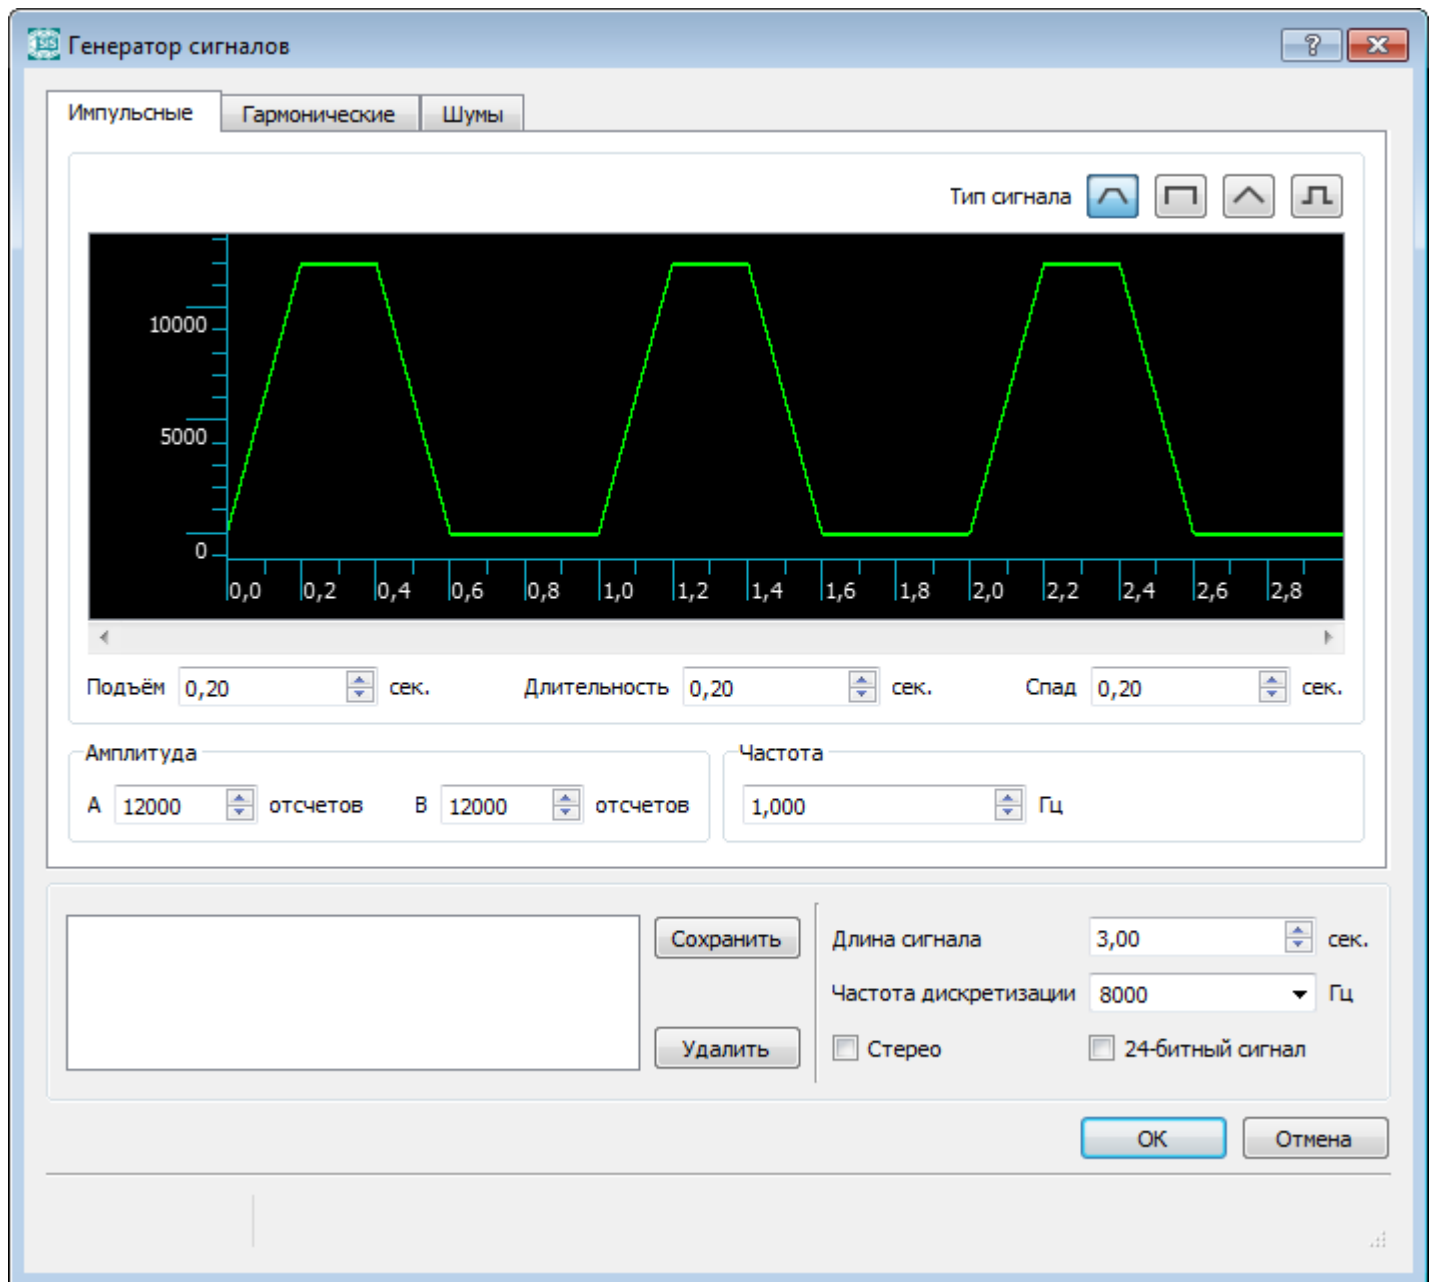 Генератор сигналов
Импульсные Гармонические Шумы
Тип сигнала
10000
5000
0
0,0 0,2 0,4 0,6 0,8 1,0 1,2 1,4 1,6 1,8 2,0 2,2 2,4 2,6 2,8
Подъём 0,20 сек. Длительность 0,20 сек. Спад 0,20 сек.
Амплитуда Частота
A 12000 отсчетов B 12000 отсчетов 1,000 Гц
Сохранить Длина сигнала 3,00 сек.
Частота дискретизации 8000 Гц
Удалить Стерео 24-битный сигнал
ОК Отмена